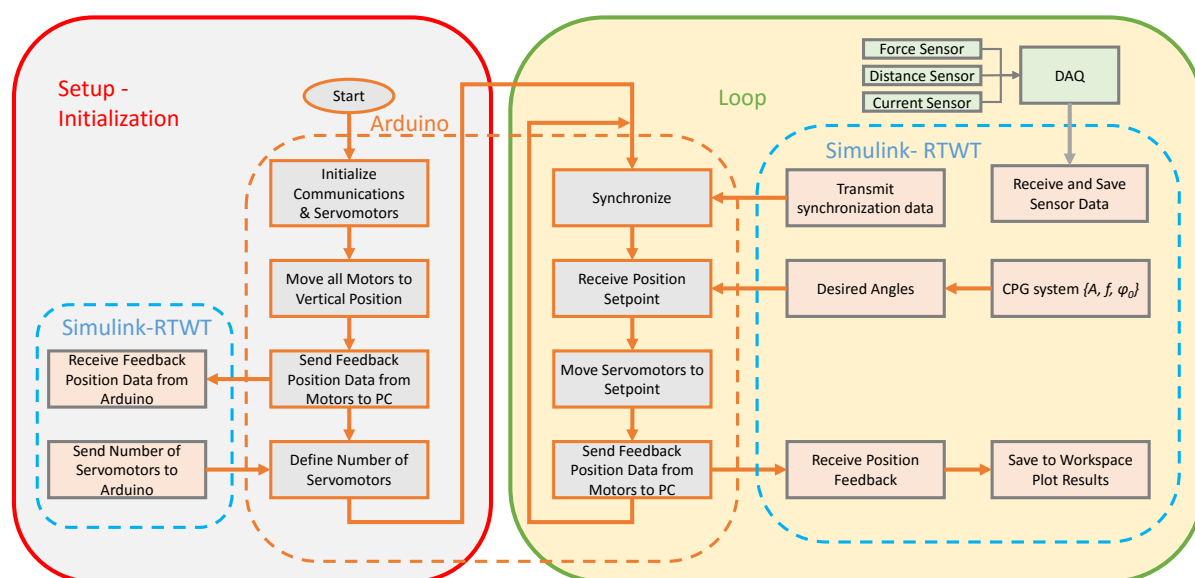 Setup -
Initialization
Start
Arduino
Initialize
Communications
& Servomotors
Move all Motors to
Vertical Position
Simulink-RTWT
Receive Feedback
Position Data from
Arduino
Send Feedback
Position Data from
Motors to PC
Send Number of
Servomotors to
Arduino
Define Number of
Servomotors
Loop
Force Sensor
Distance Sensor
Current Sensor
DAQ
Simulink- RTWT
Synchronize
Transmit
synchronization data
Receive and Save
Sensor Data
Receive Position
Setpoint
Desired Angles
CPG system {A, f, φ₀}
Move Servomotors to
Setpoint
Send Feedback
Position Data from
Motors to PC
Receive Position
Feedback
Save to Workspace
Plot Results